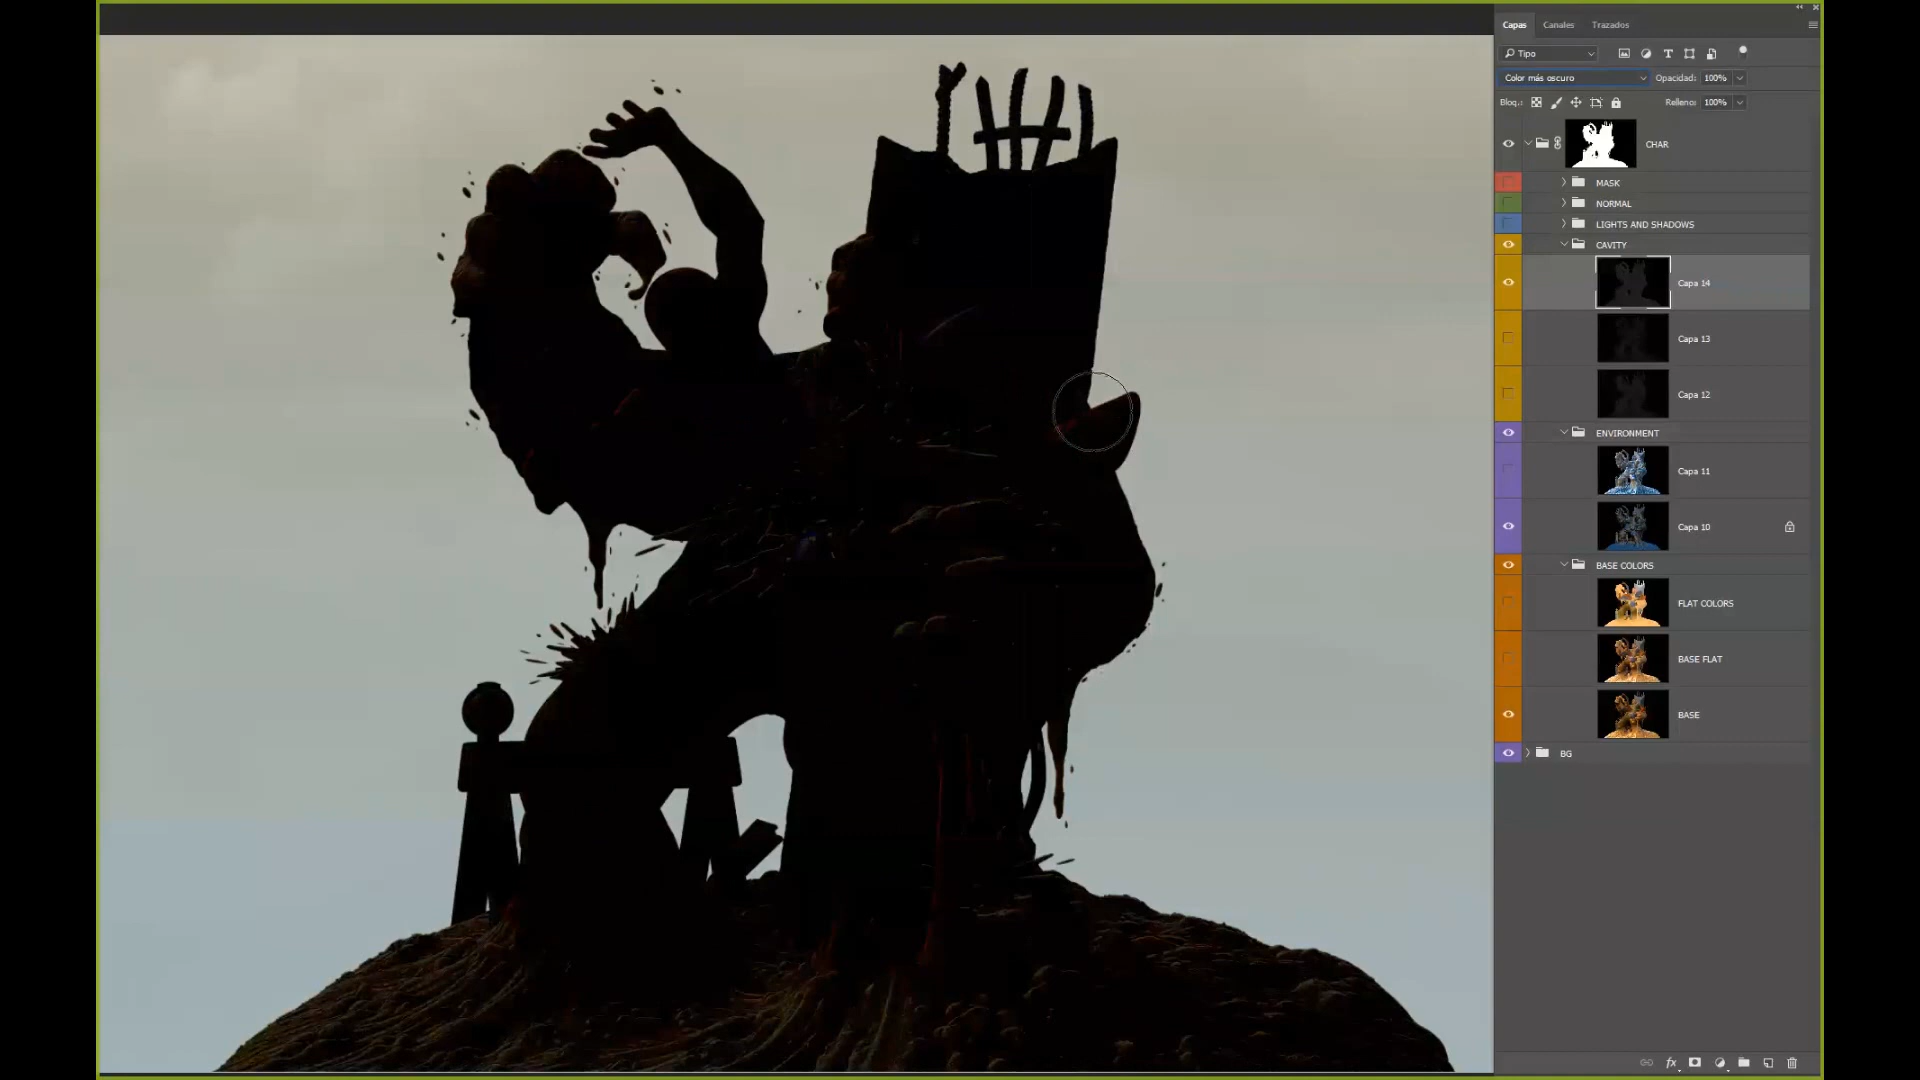 Capas Canales Trazados
Tipo
Color más oscuro Opacidad: 100%
Bloq.: Relleno: 100%
CHAR
MASK
NORMAL
LIGHTS AND SHADOWS
CAVITY
Capa 14
Capa 13
Capa 12
ENVIRONMENT
Capa 11
Capa 10
BASE COLORS
FLAT COLORS
BASE FLAT
BASE
BG
fx